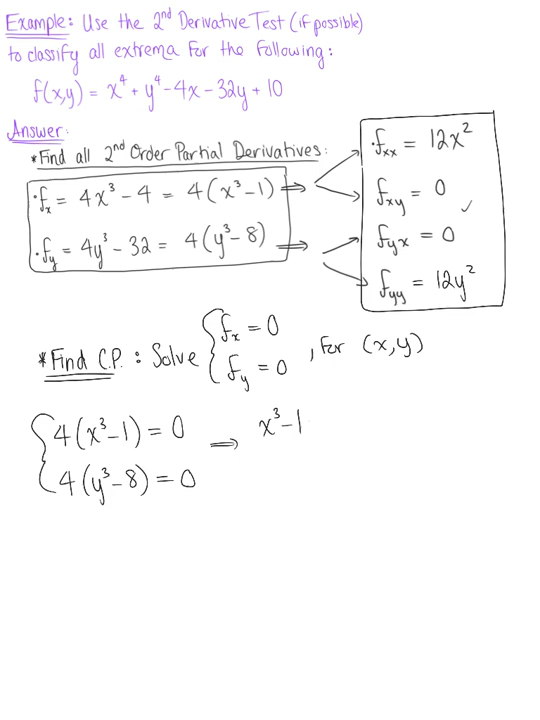 Example: Use the 2nd Derivative Test (if possible)
to classify all extrema for the following:
f(x,y) = x⁴ + y⁴ - 4x - 32y + 10
Answer:
*Find all 2nd Order Partial Derivatives:
·fx = 4x³ - 4 = 4(x³ - 1) ⇒
·fy = 4y³ - 32 = 4(y³ - 8) ⇒
·fxx = 12x²
fxy = 0
✓
fyx = 0
fyy = 12y²
*Find C.P.: Solve { fx = 0
fy = 0 , for (x,y)
{ 4(x³ - 1) = 0 ⇒ x³ - 1
4(y³ - 8) = 0